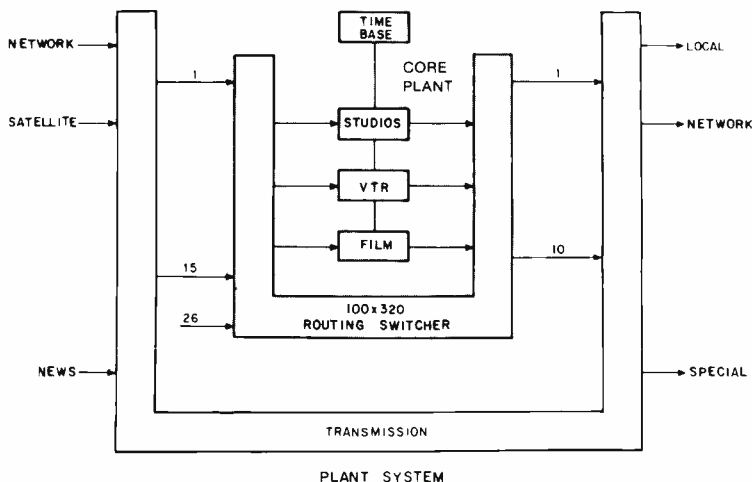 TIME
BASE
NETWORK
LOCAL
CORE
PLANT
1
1
SATELLITE
STUDIOS
NETWORK
VTR
FILM
15
10
100x320
26
ROUTING SWITCHER
NEWS
SPECIAL
TRANSMISSION
PLANT SYSTEM